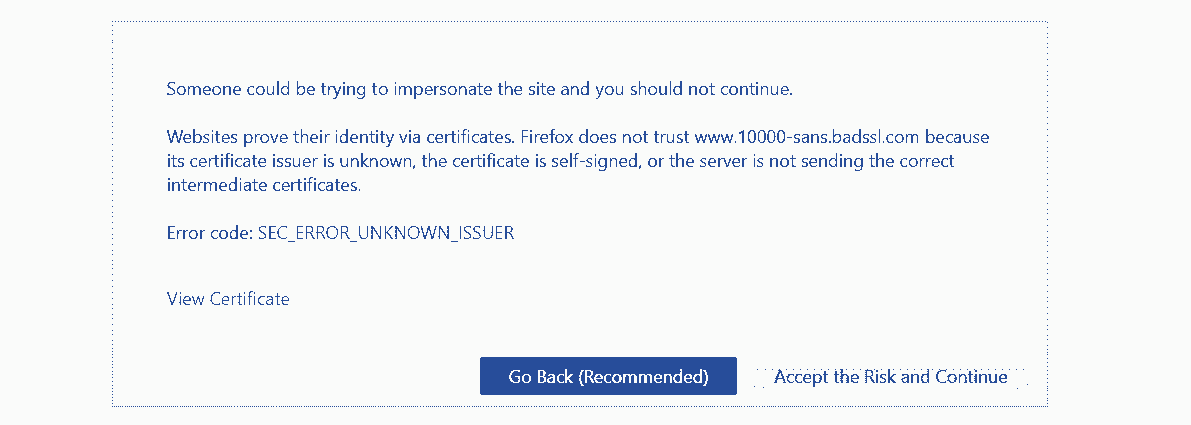 Someone could be trying to impersonate the site and you should not continue.
Websites prove their identity via certificates. Firefox does not trust www.10000-sans.badssl.com because
its certificate issuer is unknown, the certificate is self-signed, or the server is not sending the correct
intermediate certificates.
Error code: SEC_ERROR_UNKNOWN_ISSUER
View Certificate
Go Back (Recommended)
Accept the Risk and Continue